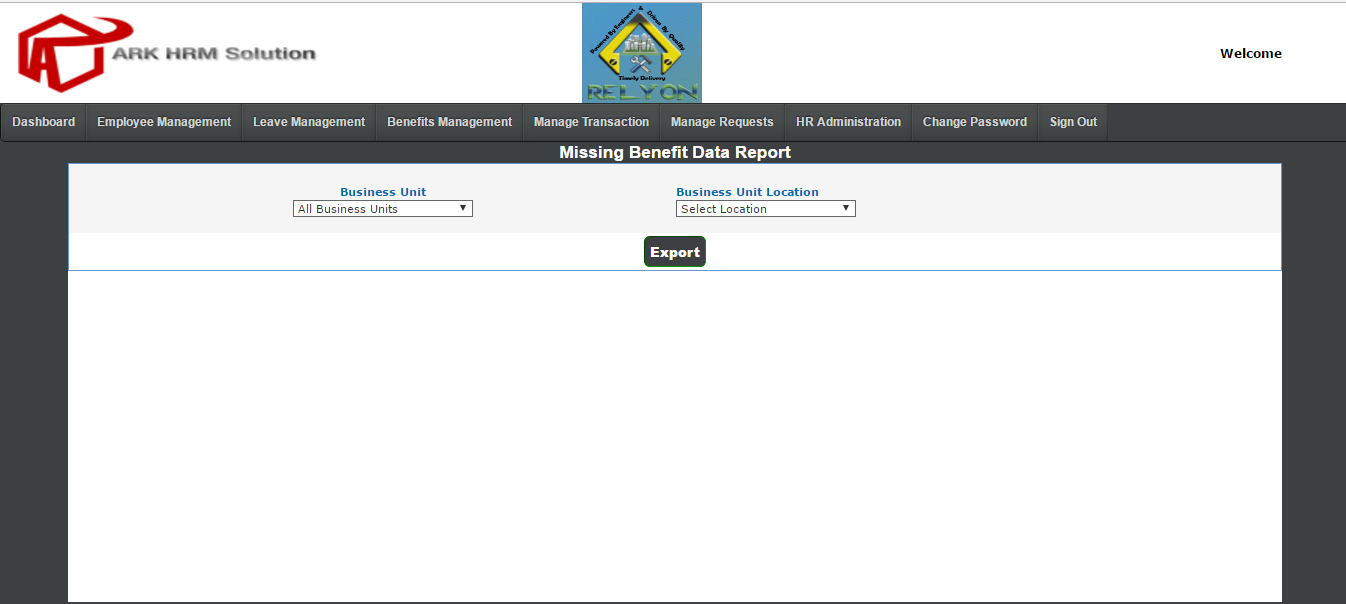 ARK HRM Solution
Powered By Engineers & Driven By Quality
Timely Delivery
RELYON
Welcome
Dashboard Employee Management Leave Management Benefits Management Manage Transaction Manage Requests HR Administration Change Password Sign Out
Missing Benefit Data Report
Business Unit Business Unit Location
All Business Units Select Location
Export